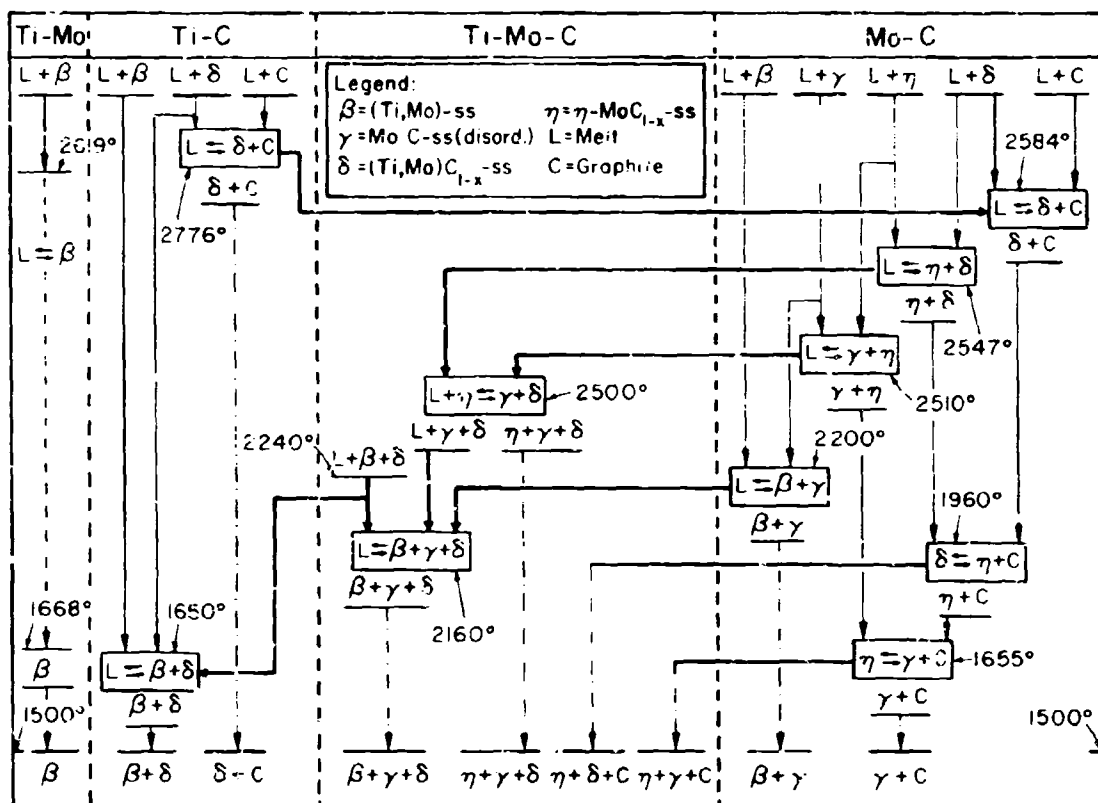 Ti-Mo Ti-C Ti-Mo-C Mo-C
L+β L+β L+δ L+C L+β L+γ L+η L+δ L+C
Legend:
β=(Ti,Mo)-ss η=η-MoC1-x-ss
γ=Mo C-ss(disord.) L=Melt
δ=(Ti,Mo)C1-x-ss C=Graphite
2619°
L⇌δ+C
2584°
δ+C
L⇌δ+C
2776°
δ+C
L⇌β
L⇌η+δ
η+δ
2547°
L⇌γ+η
γ+η
2510°
L+η⇌γ+δ
2500°
L+γ+δ η+γ+δ
2240°
L+β+δ
2200°
L⇌β+γ
β+γ
1960°
L⇌β+γ+δ
β+γ+δ
2160°
δ⇌η+C
η+C
1668°
1650°
β
L⇌β+δ
β+δ
η⇌γ+C
1655°
γ+C
1500° 1500°
β β+δ δ-C β+γ+δ η+γ+δ η+δ+C η+γ+C β+γ γ+C